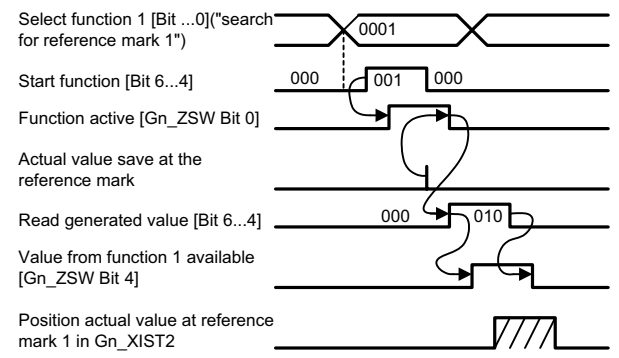 Select function 1 [Bit ...0]("search
for reference mark 1")
0001
Start function [Bit 6...4]
000
001
000
Function active [Gn_ZSW Bit 0]
Actual value save at the
reference mark
Read generated value [Bit 6...4]
000
010
Value from function 1 available
[Gn_ZSW Bit 4]
Position actual value at reference
mark 1 in Gn_XIST2